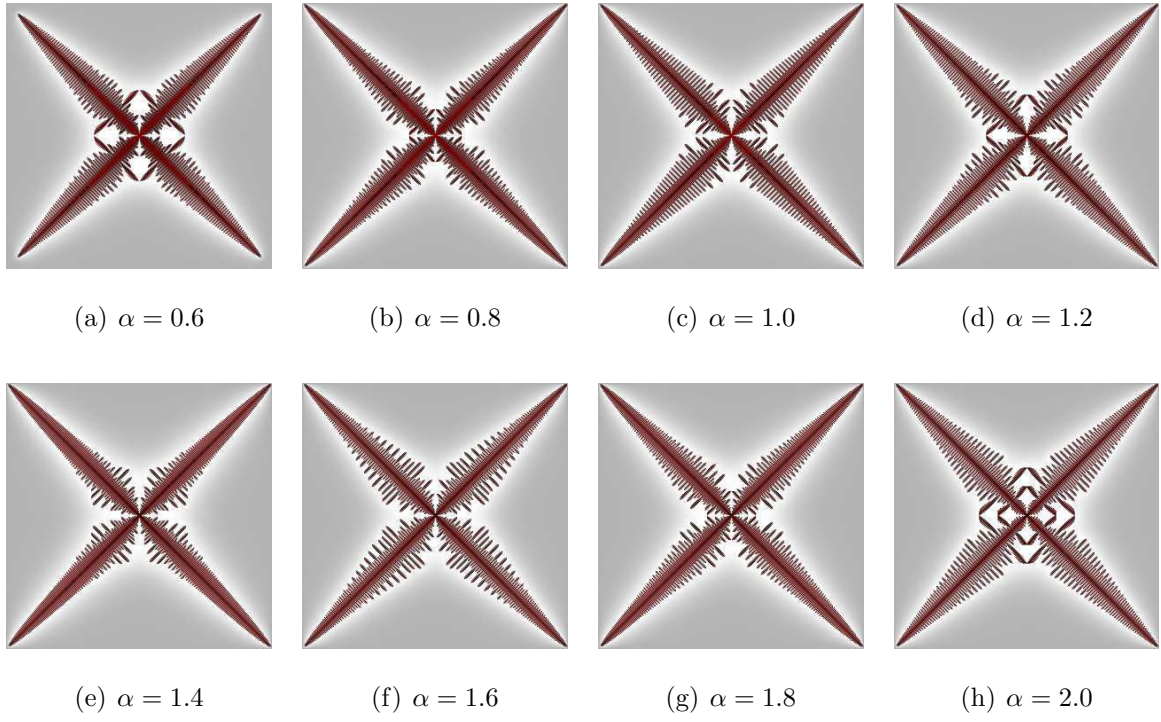 (a) α = 0.6 (b) α = 0.8 (c) α = 1.0 (d) α = 1.2
(e) α = 1.4 (f) α = 1.6 (g) α = 1.8 (h) α = 2.0